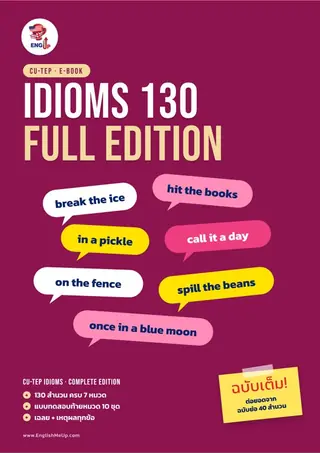 ENG
CU-TEP · E-BOOK
IDIOMS 130
FULL EDITION
break the ice
hit the books
in a pickle
call it a day
on the fence
spill the beans
once in a blue moon
CU-TEP IDIOMS · COMPLETE EDITION
130 สำนวน ครบ 7 หมวด
แบบทดสอบท้ายหมวด 10 ชุด
เฉลย + เหตุผลทุกข้อ
ฉบับเต็ม!
ต่อยอดจาก
ฉบับย่อ 40 สำนวน
www.EnglishMeUp.com